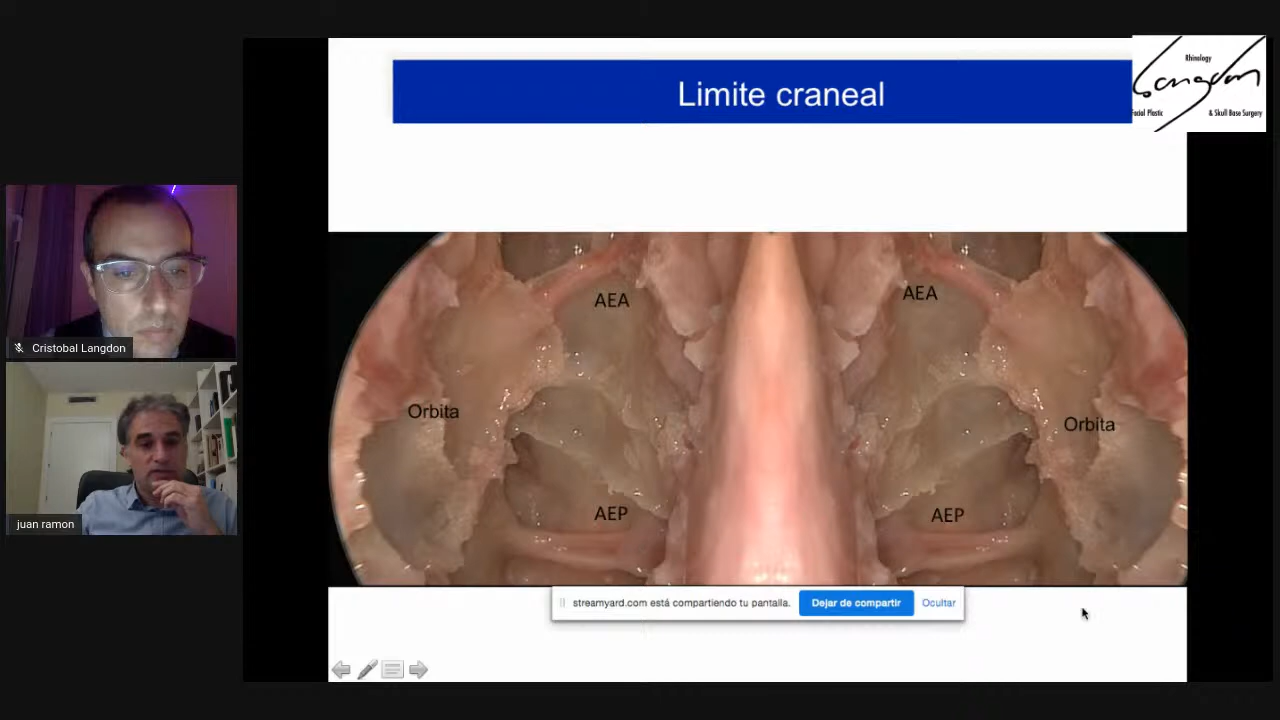 Limite craneal
Rhinology
Langdon
Facial Plastic & Skull Base Surgery
AEA
AEA
Orbita
Orbita
AEP
AEP
Cristobal Langdon
juan ramon
streamyard.com está compartiendo tu pantalla. Dejar de compartir Ocultar